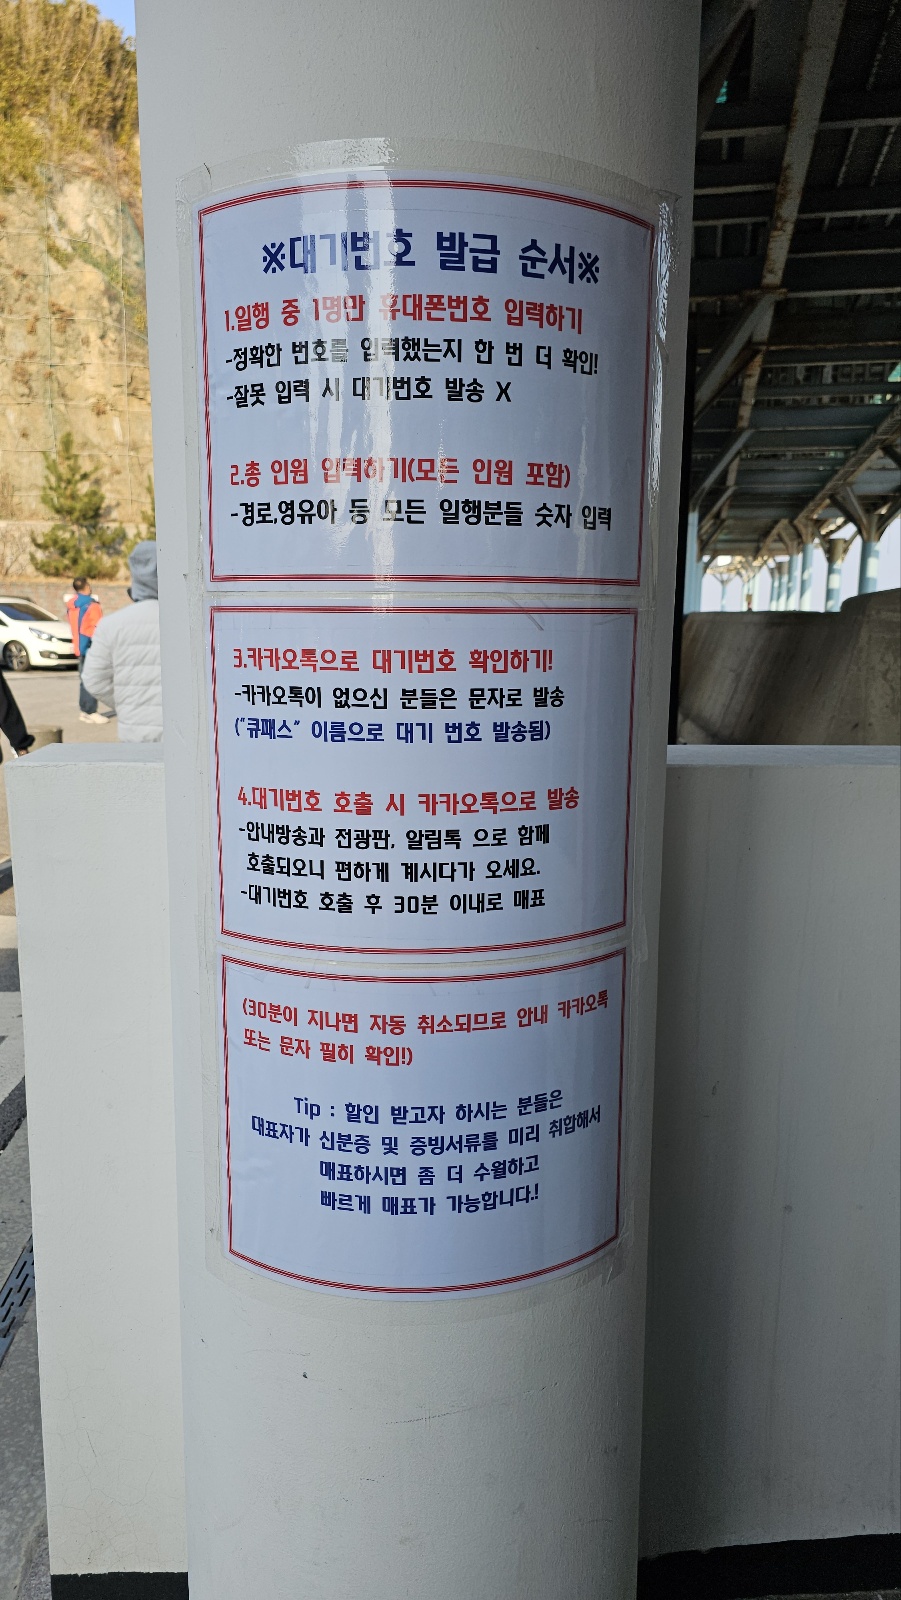 ※대기번호 발급 순서※
1.일행 중 1명만 휴대폰번호 입력하기
-정확한 번호를 입력했는지 한 번 더 확인!
-잘못 입력 시 대기번호 발송 X
2.총 인원 입력하기(모든 인원 포함)
-경로,영유아 등 모든 일행분들 숫자 입력
3.카카오톡으로 대기번호 확인하기!
-카카오톡이 없으신 분들은 문자로 발송
("큐패스" 이름으로 대기 번호 발송됨)
4.대기번호 호출 시 카카오톡으로 발송
-안내방송과 전광판, 알림톡 으로 함께
호출되오니 편하게 계시다가 오세요.
-대기번호 호출 후 30분 이내로 매표
(30분이 지나면 자동 취소되므로 안내 카카오톡
또는 문자 필히 확인!)
Tip : 할인 받고자 하시는 분들은
대표자가 신분증 및 증빙서류를 미리 취합해서
매표하시면 좀 더 수월하고
빠르게 매표가 가능합니다.!